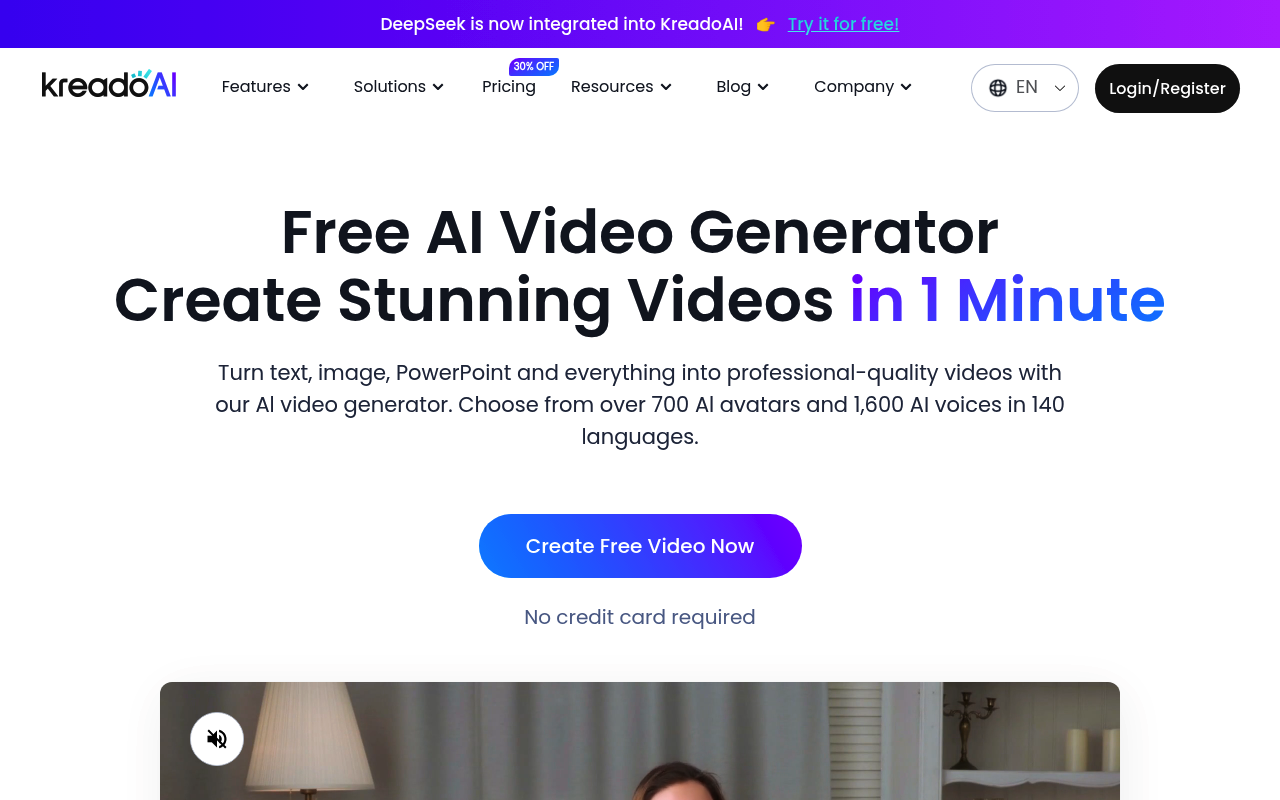 DeepSeek is now integrated into KreadoAI! 👉 Try it for free!
kreadoAI
Features
Solutions
Pricing
30% OFF
Resources
Blog
Company
EN
Login/Register
Free AI Video Generator
Create Stunning Videos in 1 Minute
Turn text, image, PowerPoint and everything into professional-quality videos with
our Al video generator. Choose from over 700 Al avatars and 1,600 AI voices in 140
languages.
Create Free Video Now
No credit card required